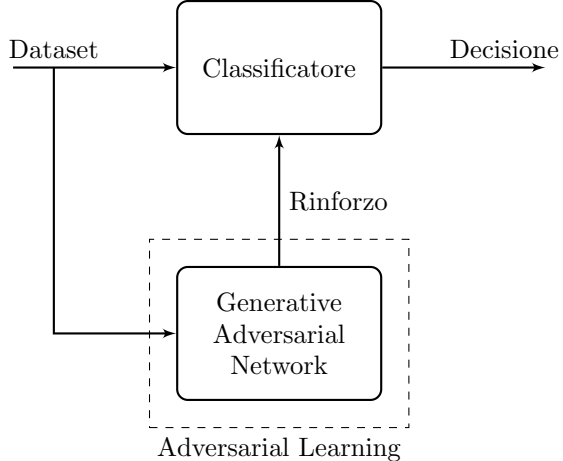 Dataset
Classificatore
Decisione
Rinforzo
Generative
Adversarial
Network
Adversarial Learning